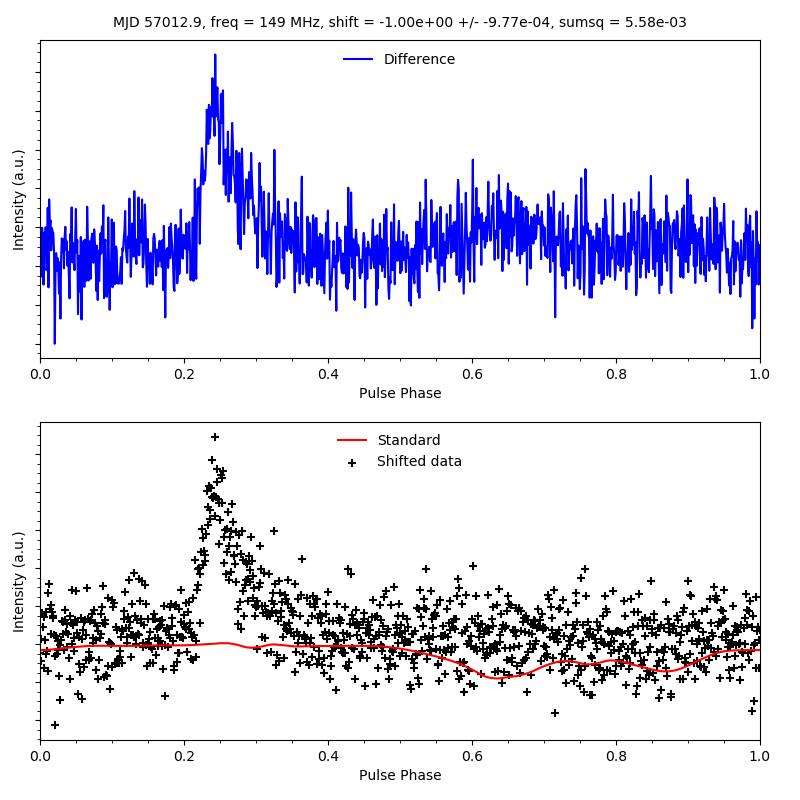 MJD 57012.9, freq = 149 MHz, shift = -1.00e+00 +/- -9.77e-04, sumsq = 5.58e-03
Difference
Intensity (a.u.)
0.0 0.2 0.4 0.6 0.8 1.0
Pulse Phase
Standard
Shifted data
Intensity (a.u.)
0.0 0.2 0.4 0.6 0.8 1.0
Pulse Phase